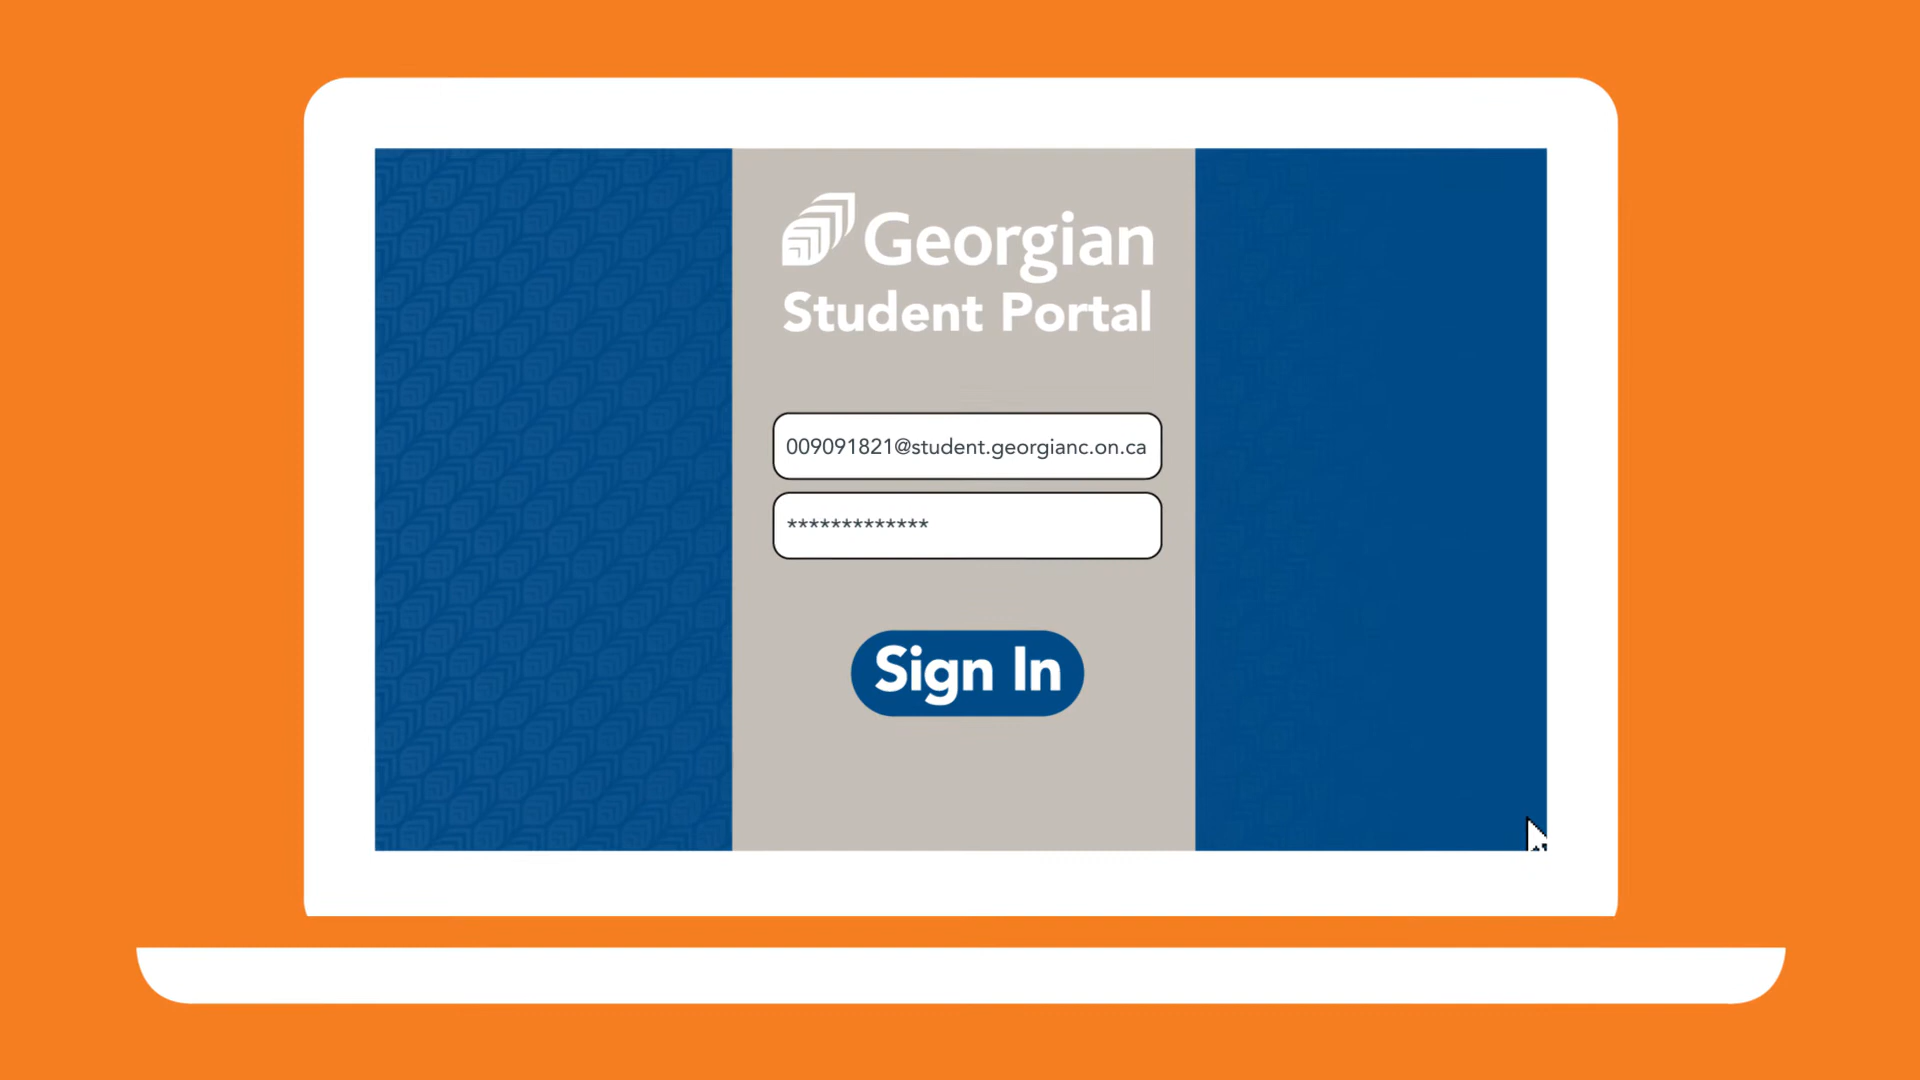 Georgian
Student Portal
009091821@student.georgianc.on.ca
*************
Sign In